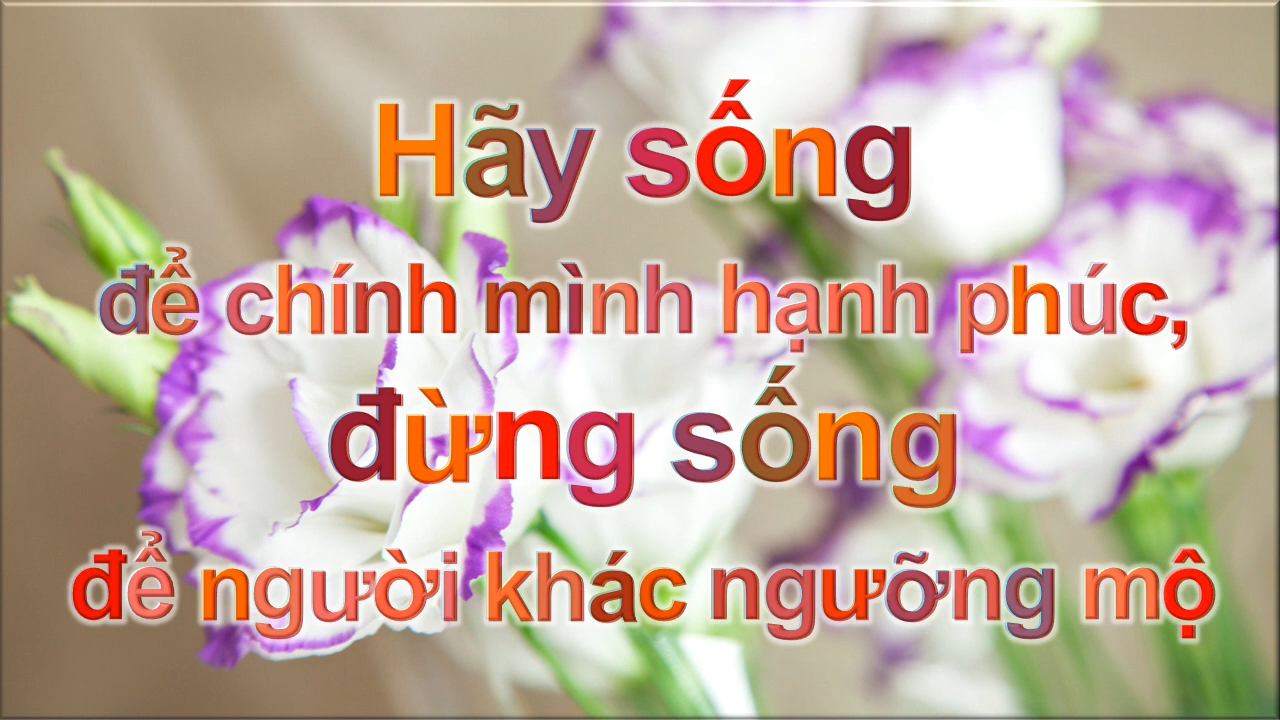 Hãy sống
để chính mình hạnh phúc,
đừng sống
để người khác ngưỡng mộ